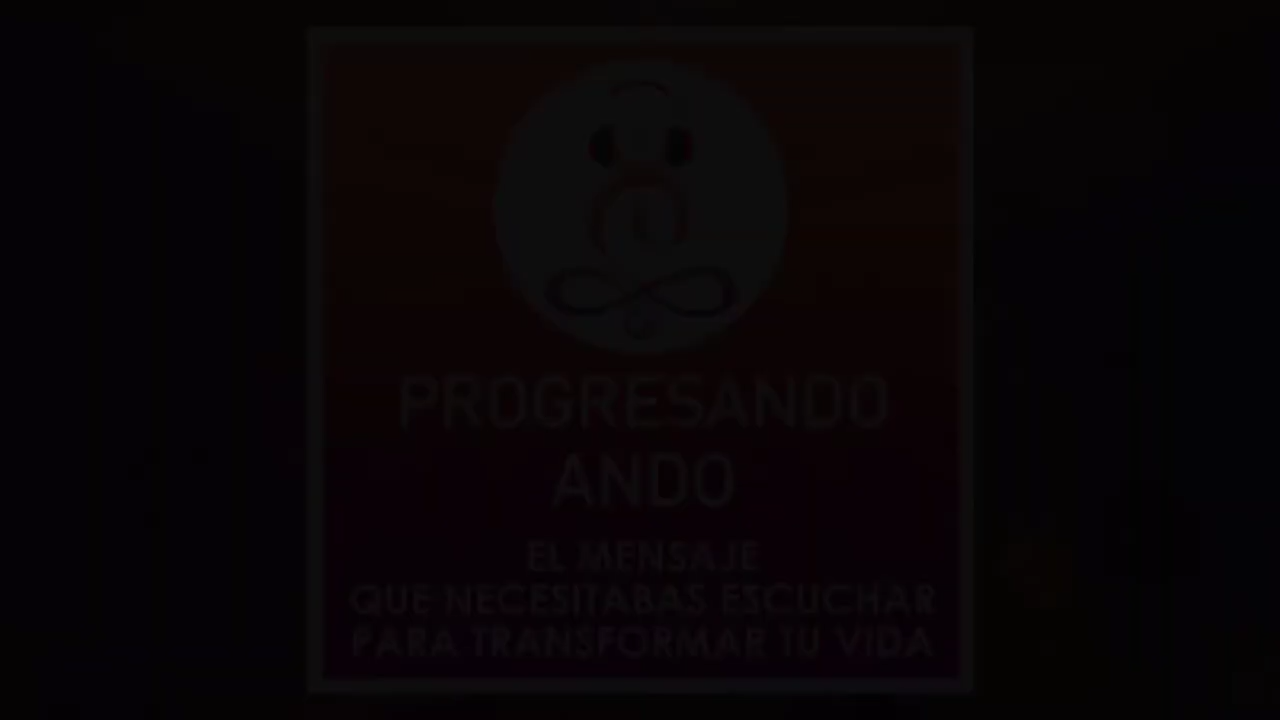 PROGRESANDO
ANDO
EL MENSAJE
QUE NECESITABAS ESCUCHAR
PARA TRANSFORMAR TU VIDA